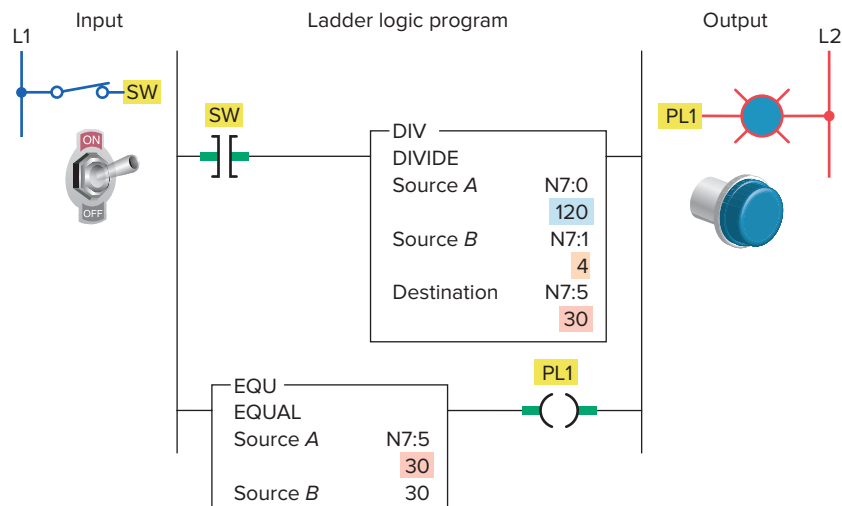 Input
Ladder logic program
Output
L1
L2
SW
PL1
SW
ON
OFF
DIV
DIVIDE
Source A N7:0
120
Source B N7:1
4
Destination N7:5
30
PL1
EQU
EQUAL
Source A N7:5
30
Source B 30